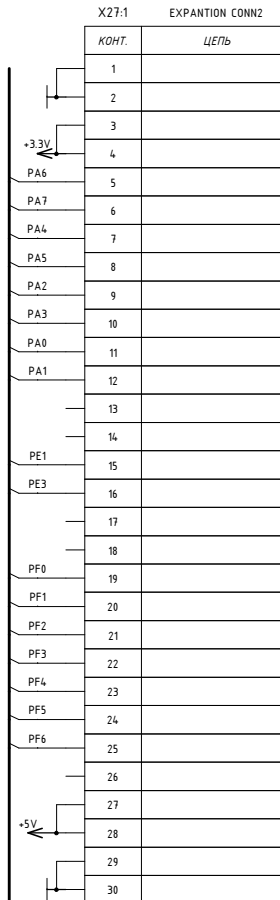 X27:1 EXPANTION CONN2
КОНТ. ЦЕПЬ
1
2
3
+3.3V 4
PA6 5
PA7 6
PA4 7
PA5 8
PA2 9
PA3 10
PA0 11
PA1 12
13
14
PE1 15
PE3 16
17
18
PF0 19
PF1 20
PF2 21
PF3 22
PF4 23
PF5 24
PF6 25
26
27
+5V 28
29
30